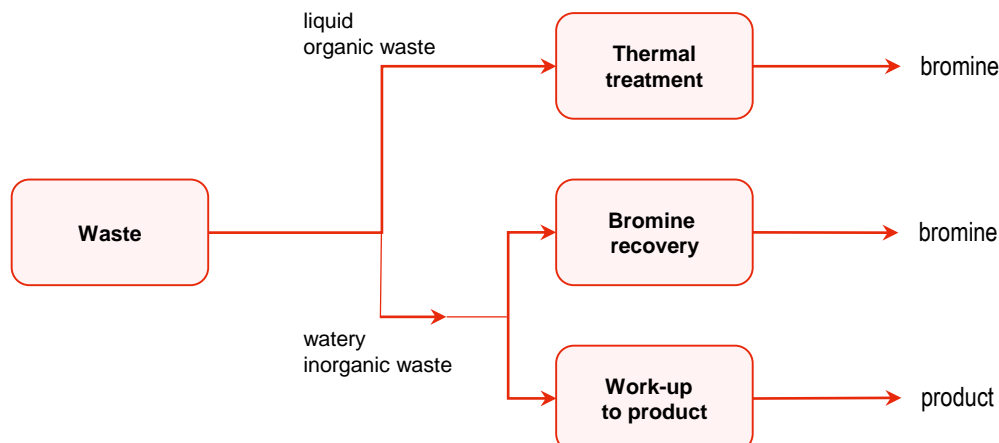 liquid
organic waste
Thermal
treatment
bromine
Waste
Bromine
recovery
bromine
watery
inorganic waste
Work-up
to product
product